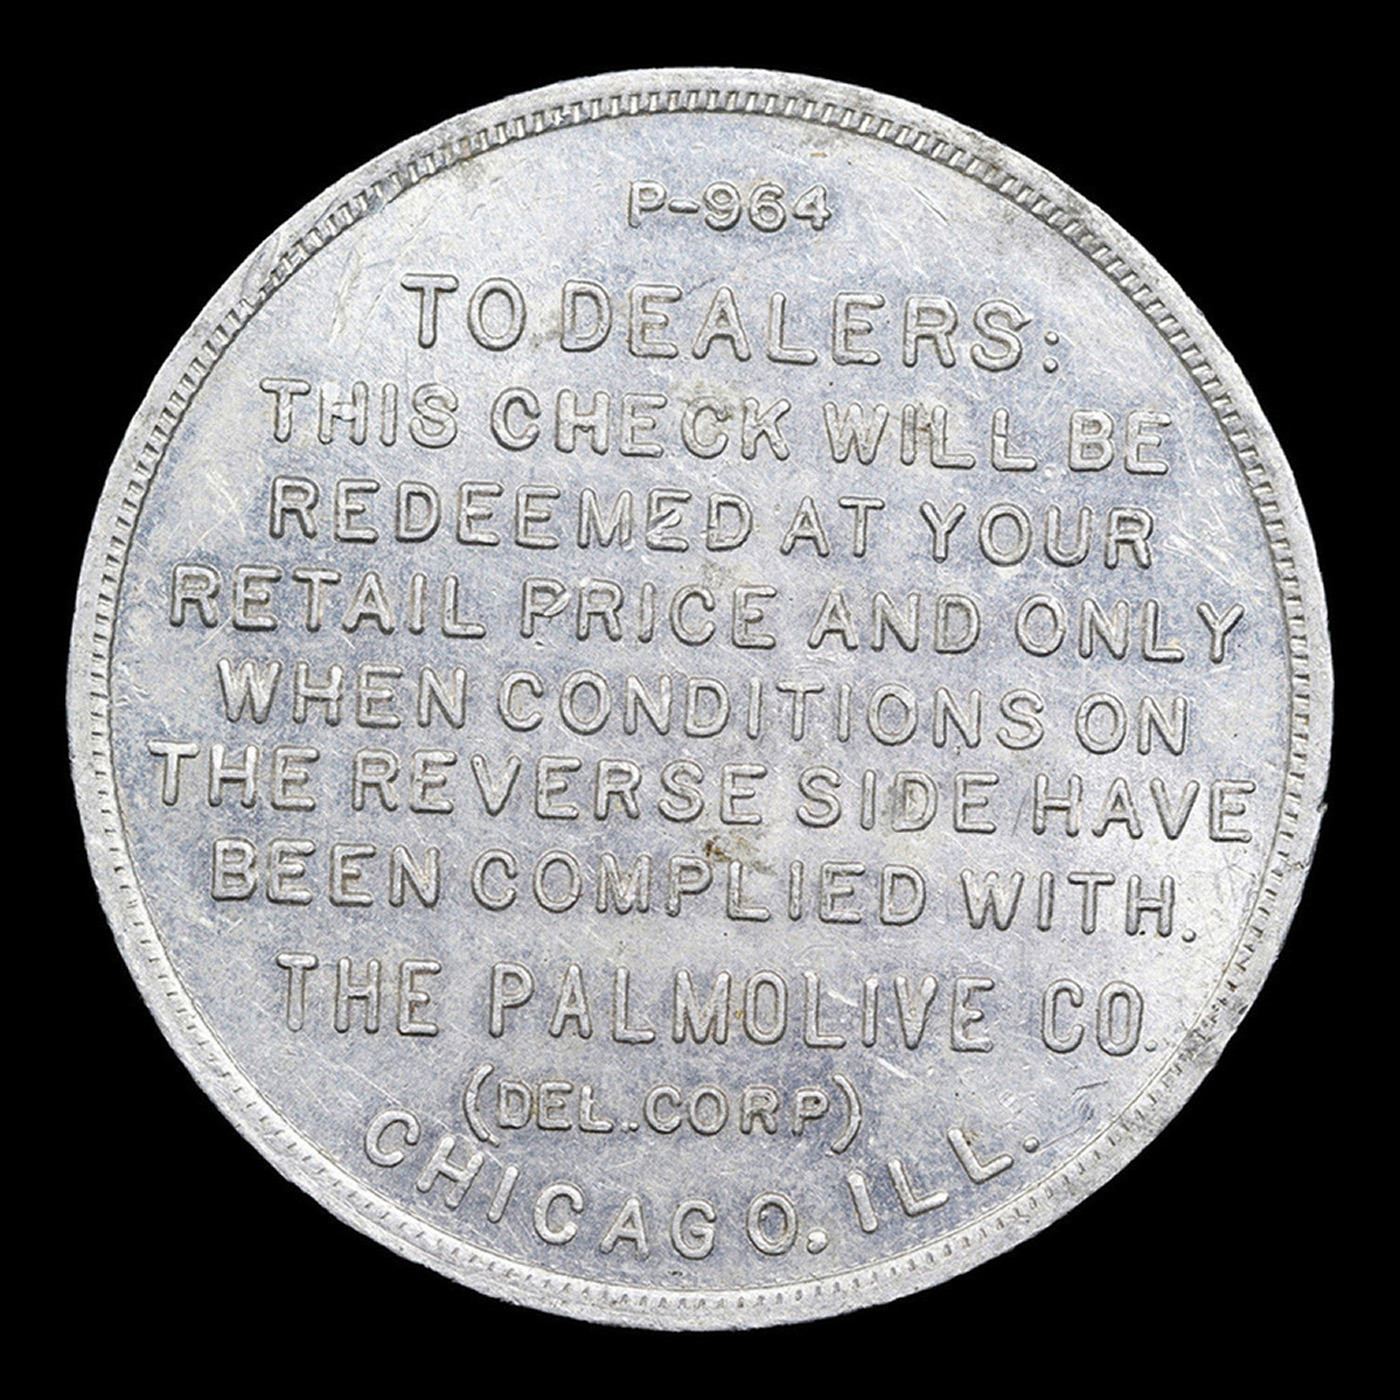 P-964
TO DEALERS:
THIS CHECK WILL BE
REDEEMED AT YOUR
RETAIL PRICE AND ONLY
WHEN CONDITIONS ON
THE REVERSE SIDE HAVE
BEEN COMPLIED WITH.
THE PALMOLIVE CO.
(DEL. CORP)
CHICAGO, ILL.